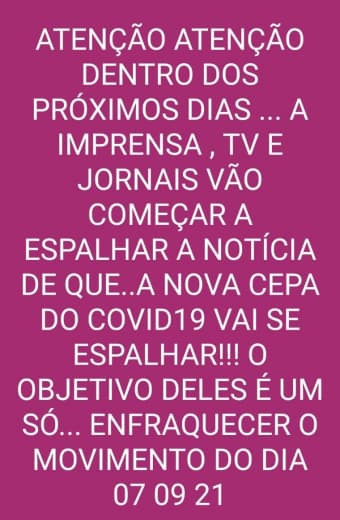 ATENÇÃO ATENÇÃO
DENTRO DOS
PRÓXIMOS DIAS ... A
IMPRENSA , TV E
JORNAIS VÃO
COMEÇAR A
ESPALHAR A NOTÍCIA
DE QUE..A NOVA CEPA
DO COVID19 VAI SE
ESPALHAR!!! O
OBJETIVO DELES É UM
SÓ... ENFRAQUECER O
MOVIMENTO DO DIA
07 09 21